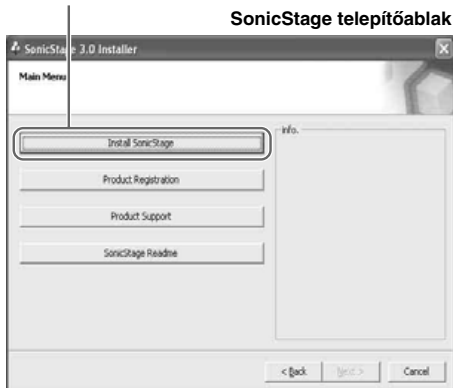 SonicStage telepítőablak
SonicStage 3.0 Installer
Main Menu
info.
Install SonicStage
Product Registration
Product Support
SonicStage Readme
< Back
Next >
Cancel